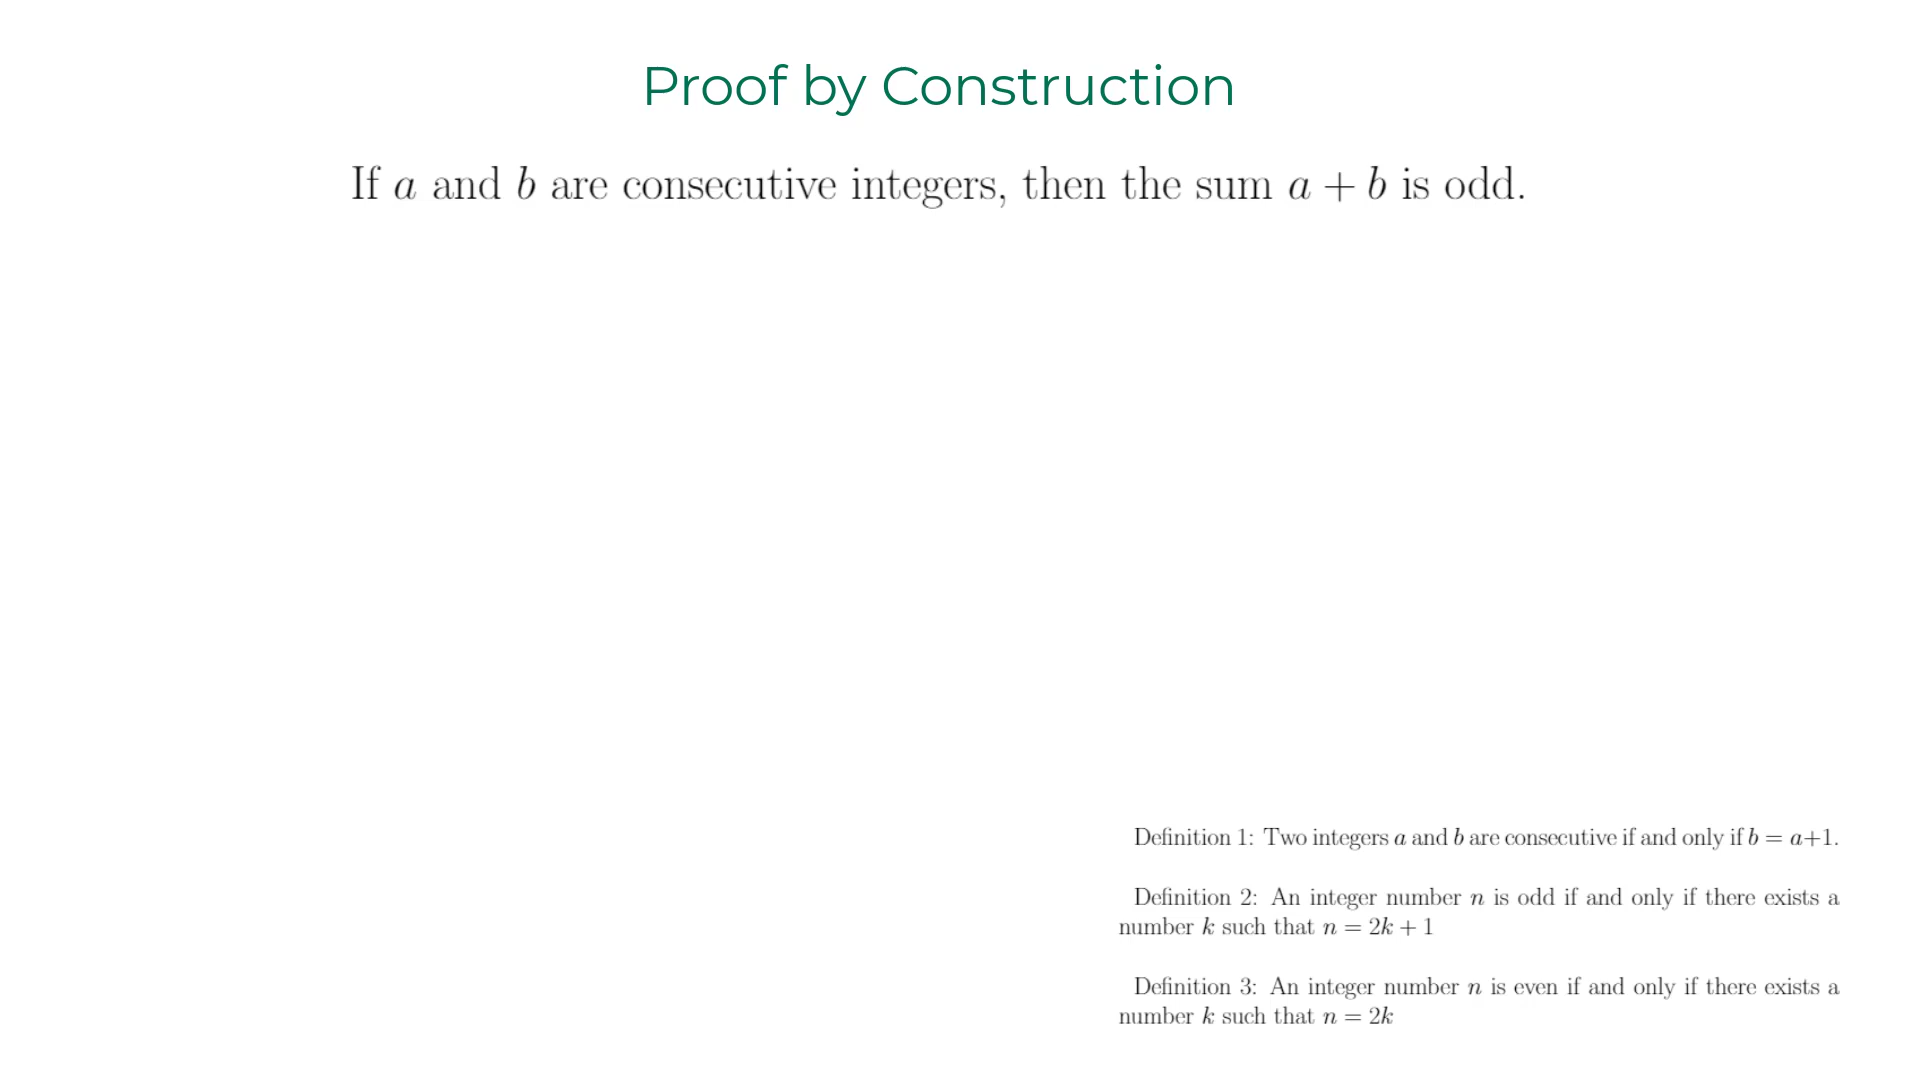 Proof by Construction
If a and b are consecutive integers, then the sum a + b is odd.
Definition 1: Two integers a and b are consecutive if and only if b = a+1.
Definition 2: An integer number n is odd if and only if there exists a
number k such that n = 2k + 1
Definition 3: An integer number n is even if and only if there exists a
number k such that n = 2k